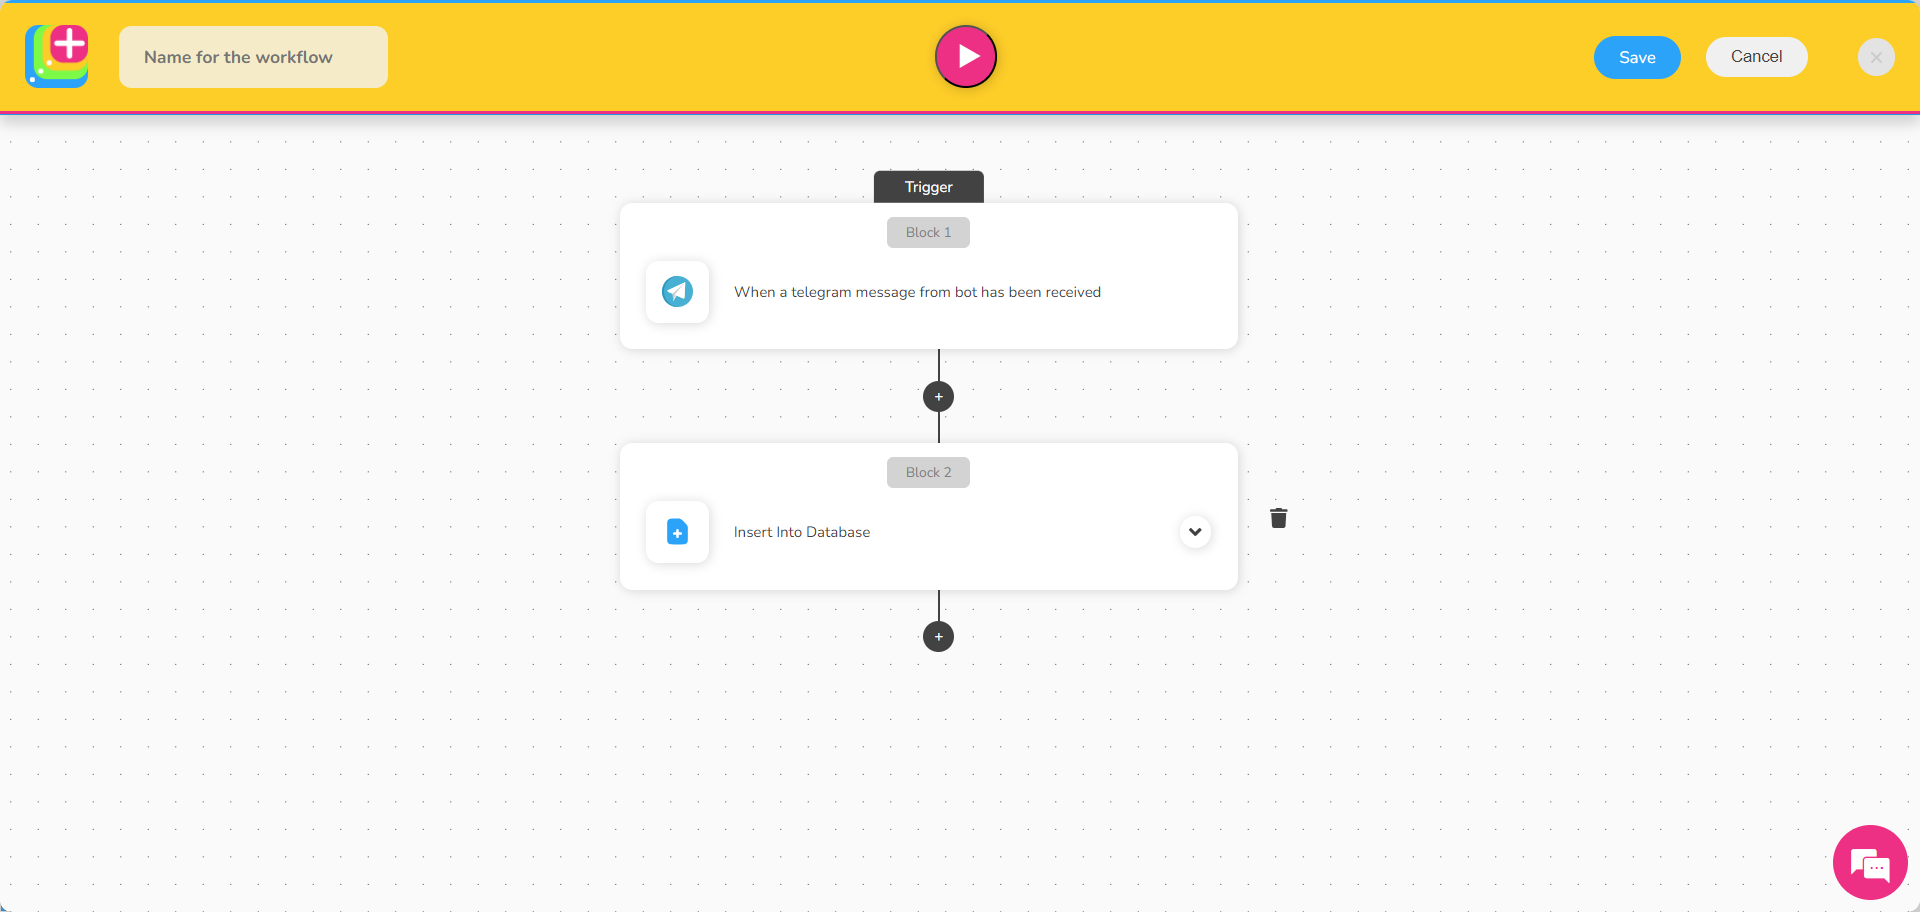 Name for the workflow
Save
Cancel
Trigger
Block 1
When a telegram message from bot has been received
Block 2
Insert Into Database